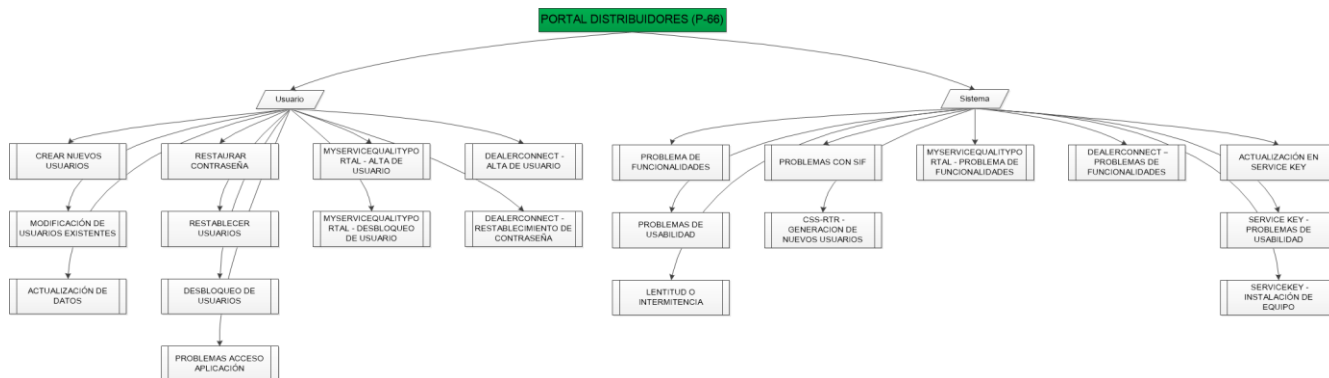 PORTAL DISTRIBUIDORES (P-66)
Usuario
Sistema
CREAR NUEVOS
USUARIOS
RESTAURAR
CONTRASEÑA
MYSERVICEQUALITYPO
RTAL - ALTA DE
USUARIO
DEALERCONNECT -
ALTA DE USUARIO
PROBLEMA DE
FUNCIONALIDADES
PROBLEMAS CON SIF
MYSERVICEQUALITYPO
RTAL - PROBLEMA DE
FUNCIONALIDADES
DEALERCONNECT –
PROBLEMAS DE
FUNCIONALIDADES
ACTUALIZACIÓN EN
SERVICE KEY
MODIFICACIÓN DE
USUARIOS EXISTENTES
RESTABLECER
USUARIOS
MYSERVICEQUALITYPO
RTAL - DESBLOQUEO
DE USUARIO
DEALERCONNECT -
RESTABLECIMIENTO DE
CONTRASEÑA
PROBLEMAS DE
USABILIDAD
CSS-RTR -
GENERACION DE
NUEVOS USUARIOS
SERVICE KEY -
PROBLEMAS DE
USABILIDAD
ACTUALIZACIÓN DE
DATOS
DESBLOQUEO DE
USUARIOS
LENTITUD O
INTERMITENCIA
SERVICEKEY -
INSTALACIÓN DE
EQUIPO
PROBLEMAS ACCESO
APLICACIÓN